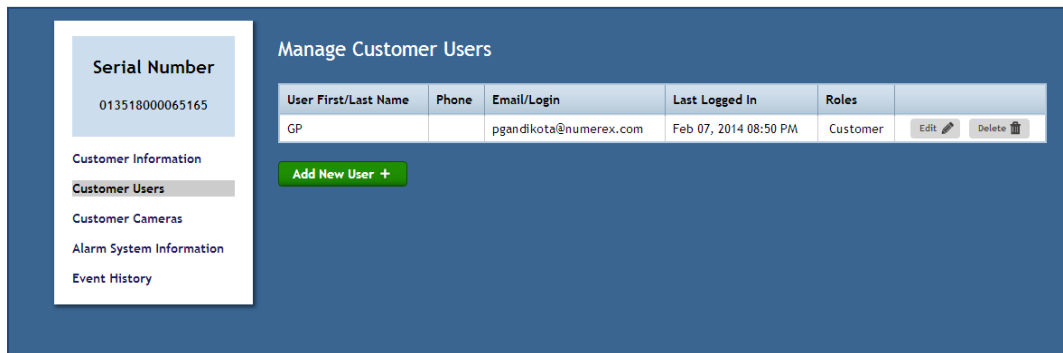 Serial Number
013518000065165
Customer Information
Customer Users
Customer Cameras
Alarm System Information
Event History
Manage Customer Users
User First/Last Name Phone Email/Login Last Logged In Roles
GP pgandikota@numerex.com Feb 07, 2014 08:50 PM Customer Edit Delete
Add New User +